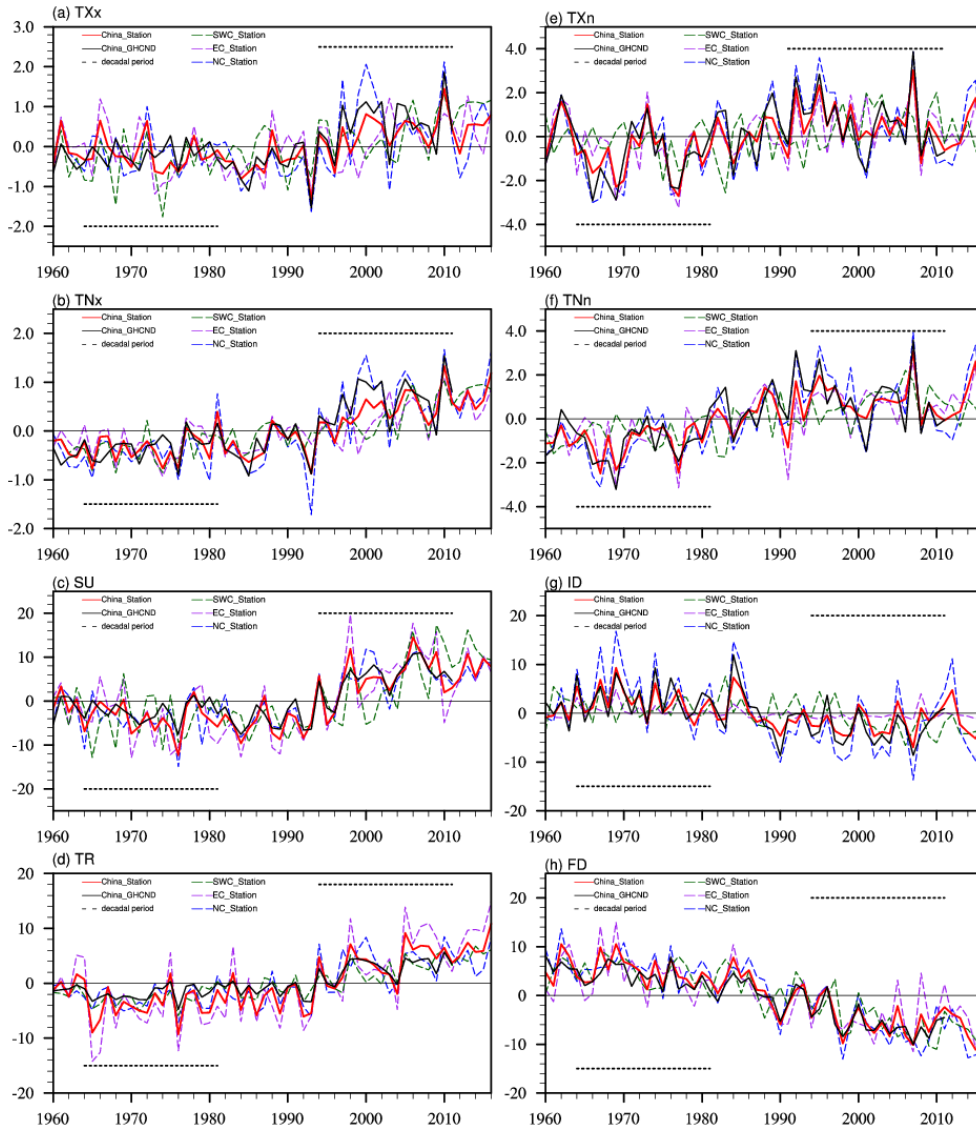 (a) TXx
China_Station
SWC_Station
China_GHCND
EC_Station
decadal period
NC_Station
3.0
2.0
1.0
0.0
-1.0
-2.0
1960 1970 1980 1990 2000 2010
(e) TXn
China_Station
SWC_Station
China_GHCND
EC_Station
decadal period
NC_Station
4.0
2.0
0.0
-2.0
-4.0
1960 1970 1980 1990 2000 2010
(b) TNx
China_Station
SWC_Station
China_GHCND
EC_Station
decadal period
NC_Station
2.0
1.0
0.0
-1.0
-2.0
1960 1970 1980 1990 2000 2010
(f) TNn
China_Station
SWC_Station
China_GHCND
EC_Station
decadal period
NC_Station
4.0
2.0
0.0
-2.0
-4.0
1960 1970 1980 1990 2000 2010
(c) SU
China_Station
SWC_Station
China_GHCND
EC_Station
decadal period
NC_Station
20
10
0
-10
-20
1960 1970 1980 1990 2000 2010
(g) ID
China_Station
SWC_Station
China_GHCND
EC_Station
decadal period
NC_Station
20
10
0
-10
-20
1960 1970 1980 1990 2000 2010
(d) TR
China_Station
SWC_Station
China_GHCND
EC_Station
decadal period
NC_Station
20
10
0
-10
-20
1960 1970 1980 1990 2000 2010
(h) FD
China_Station
SWC_Station
China_GHCND
EC_Station
decadal period
NC_Station
20
10
0
-10
-20
1960 1970 1980 1990 2000 2010